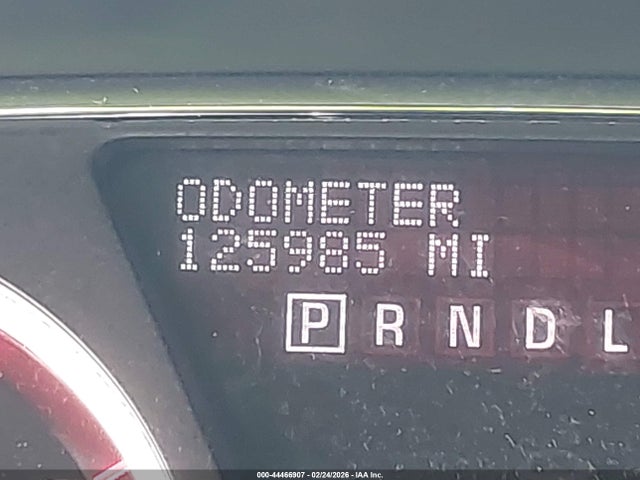 ODOMETER
125985 MI
P R N D L
000-44466907 - 02/24/2026 - IAA Inc.